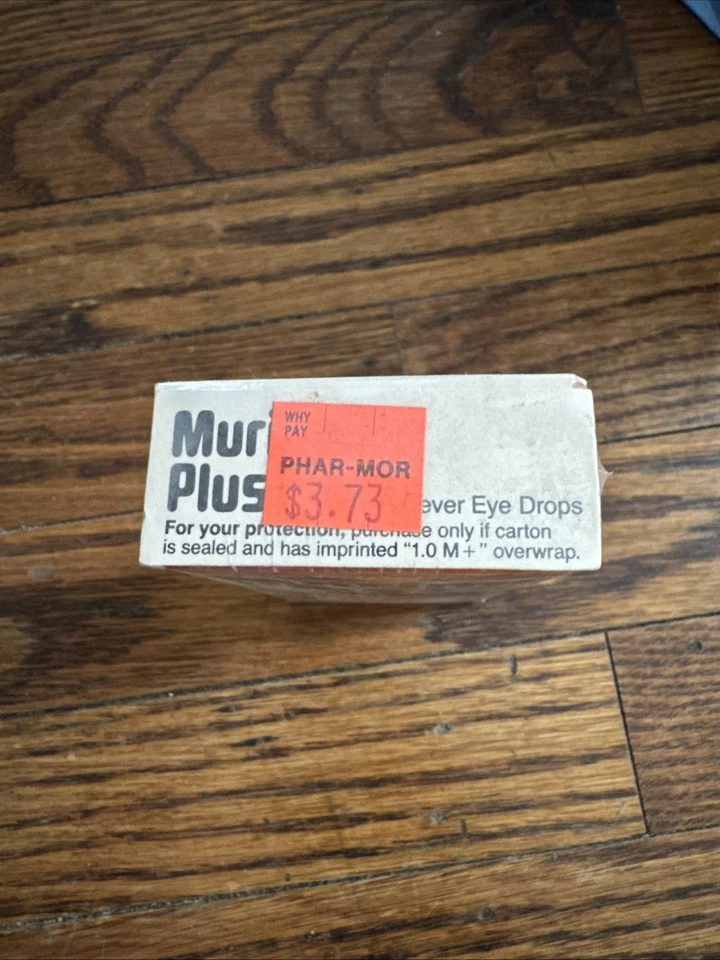 Muri
WHY
PAY
PHAR-MOR
Plus
$3.73
ever Eye Drops
For your protection, purchase only if carton
is sealed and has imprinted “1.0 M+” overwrap.